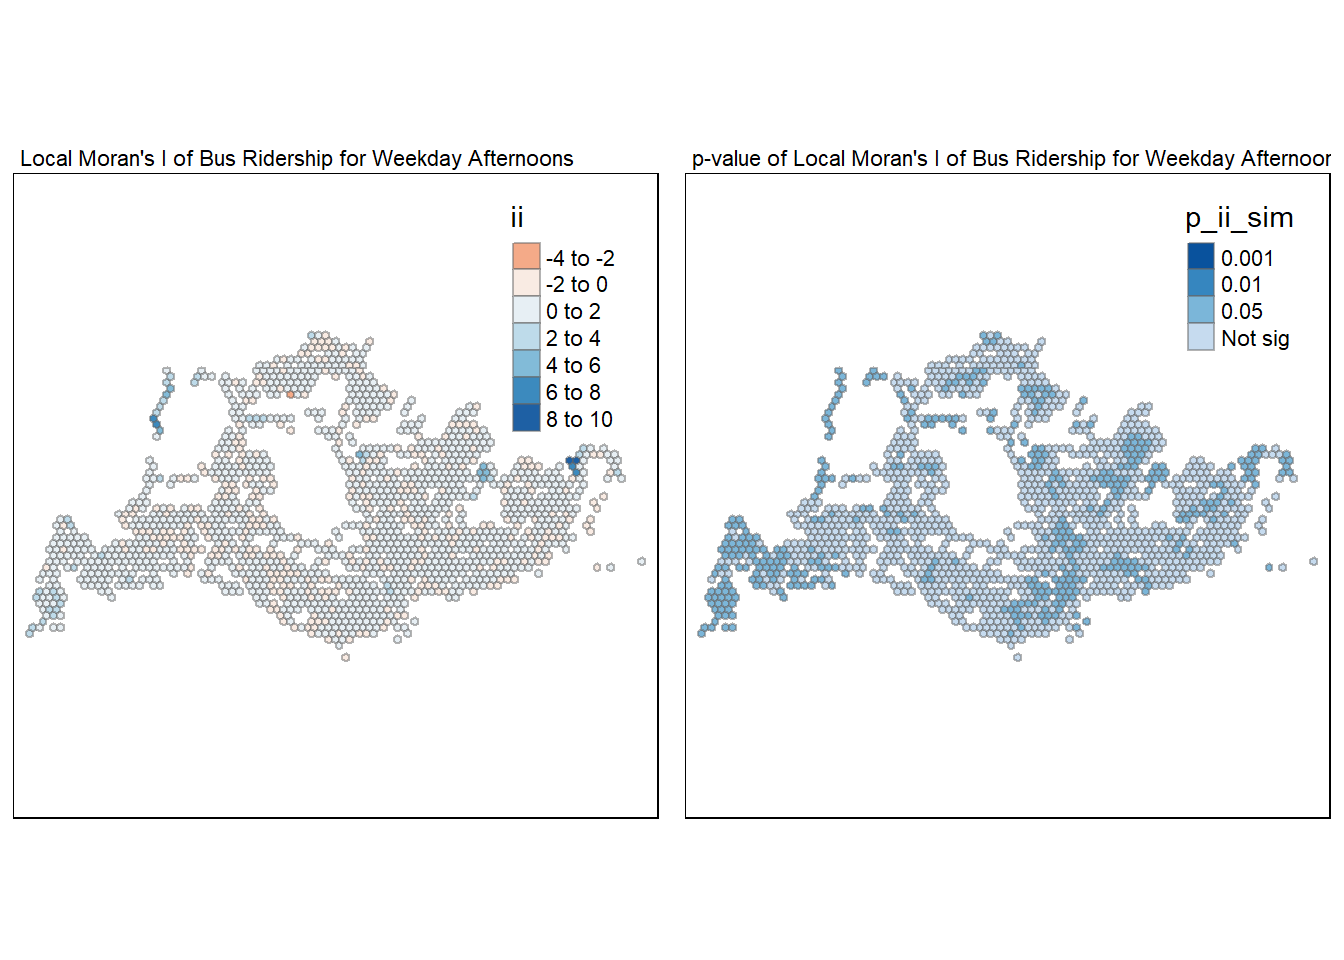 Local Moran's I of Bus Ridership for Weekday Afternoons
ii
-4 to -2
-2 to 0
0 to 2
2 to 4
4 to 6
6 to 8
8 to 10
p-value of Local Moran's I of Bus Ridership for Weekday Afternoor
p_ii_sim
0.001
0.01
0.05
Not sig